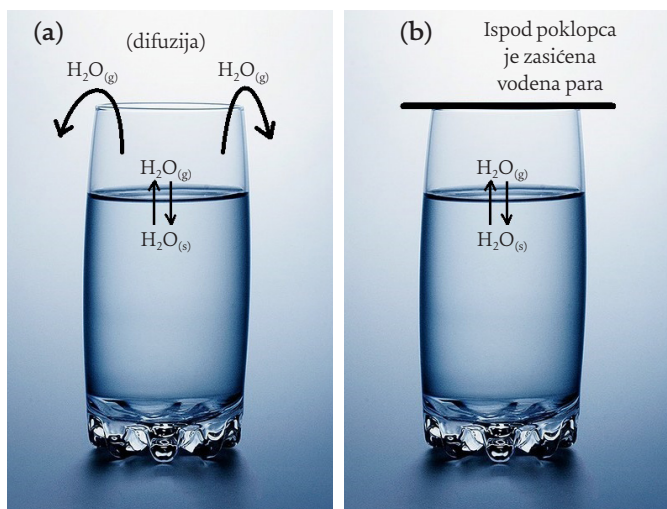 (a)
(difuzija)
H₂O₍g₎ H₂O₍g₎
H₂O₍g₎
H₂O₍s₎
(b)
Ispod poklopca
je zasićena
vodena para
H₂O₍g₎
H₂O₍s₎